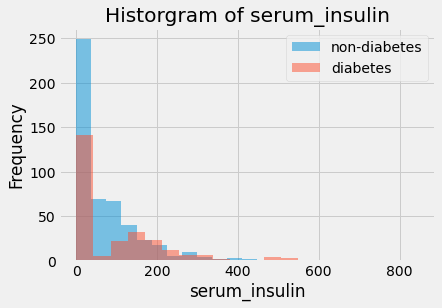 Historgram of serum_insulin
non-diabetes
diabetes
Frequency
250
200
150
100
50
0
0 200 400 600 800
serum_insulin